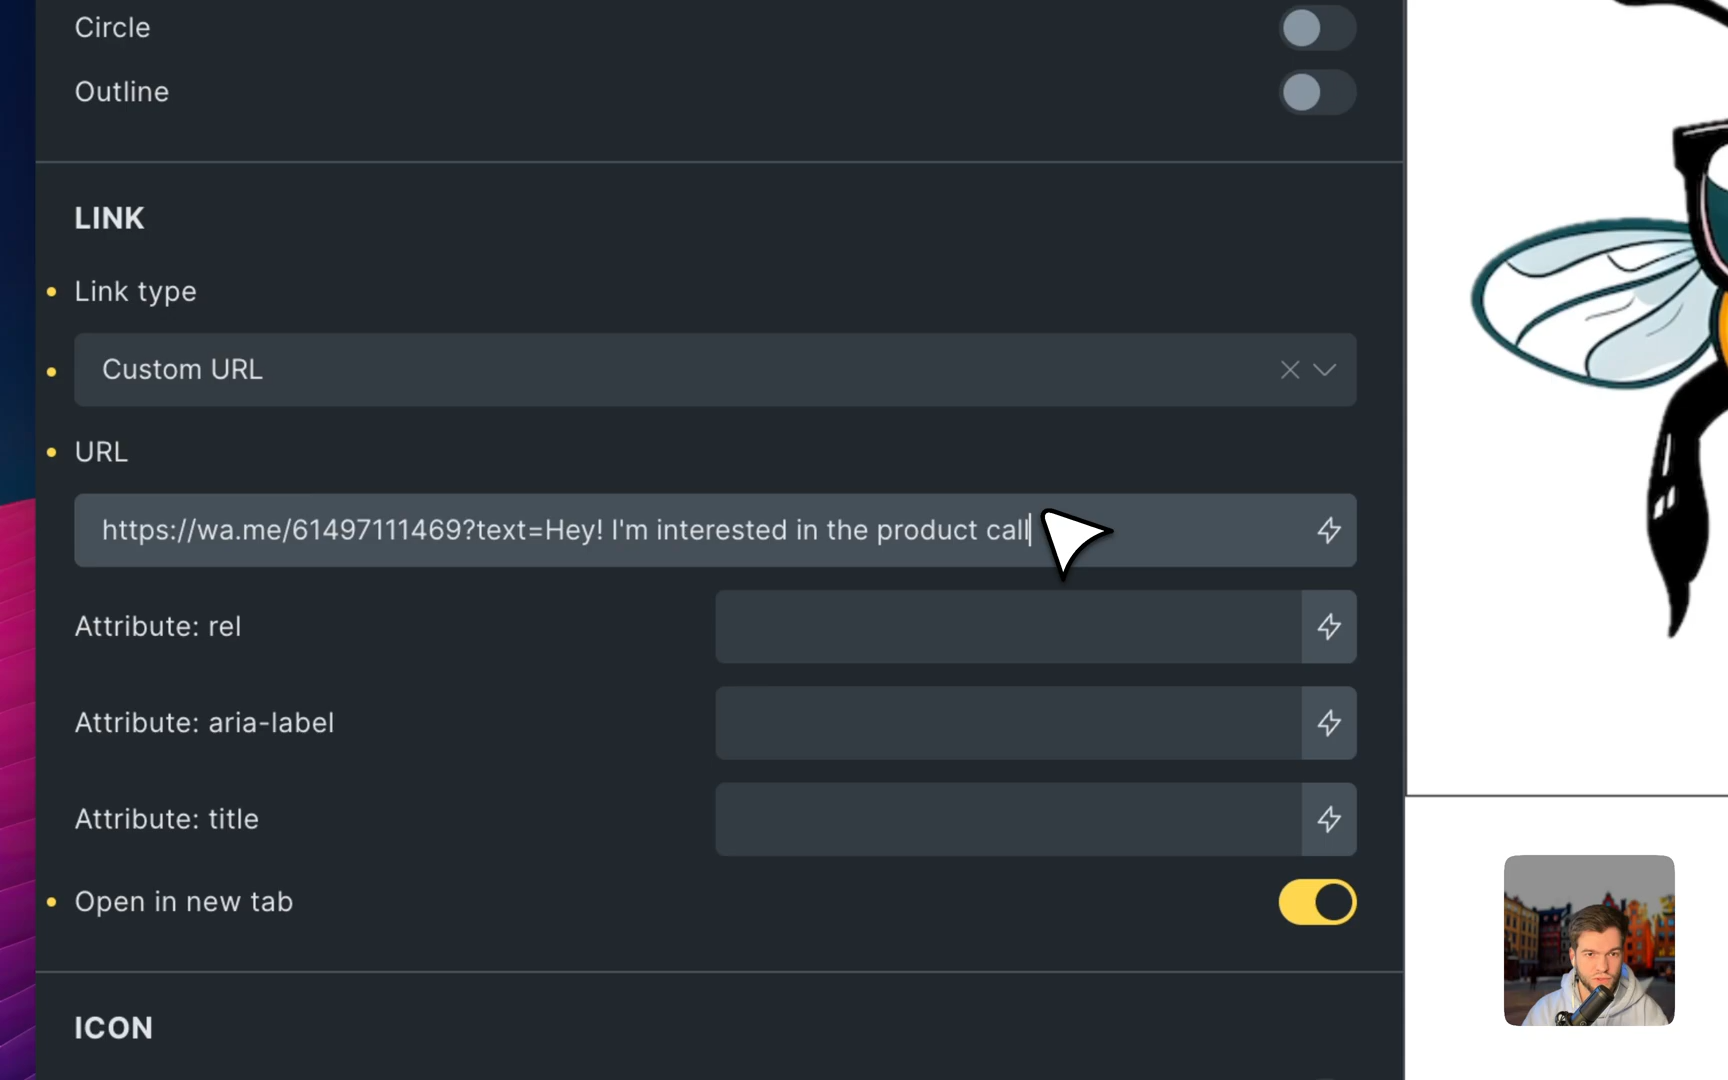 Circle
Outline
LINK
Link type
Custom URL
URL
https://wa.me/61497111469?text=Hey! I'm interested in the product call
Attribute: rel
Attribute: aria-label
Attribute: title
Open in new tab
ICON